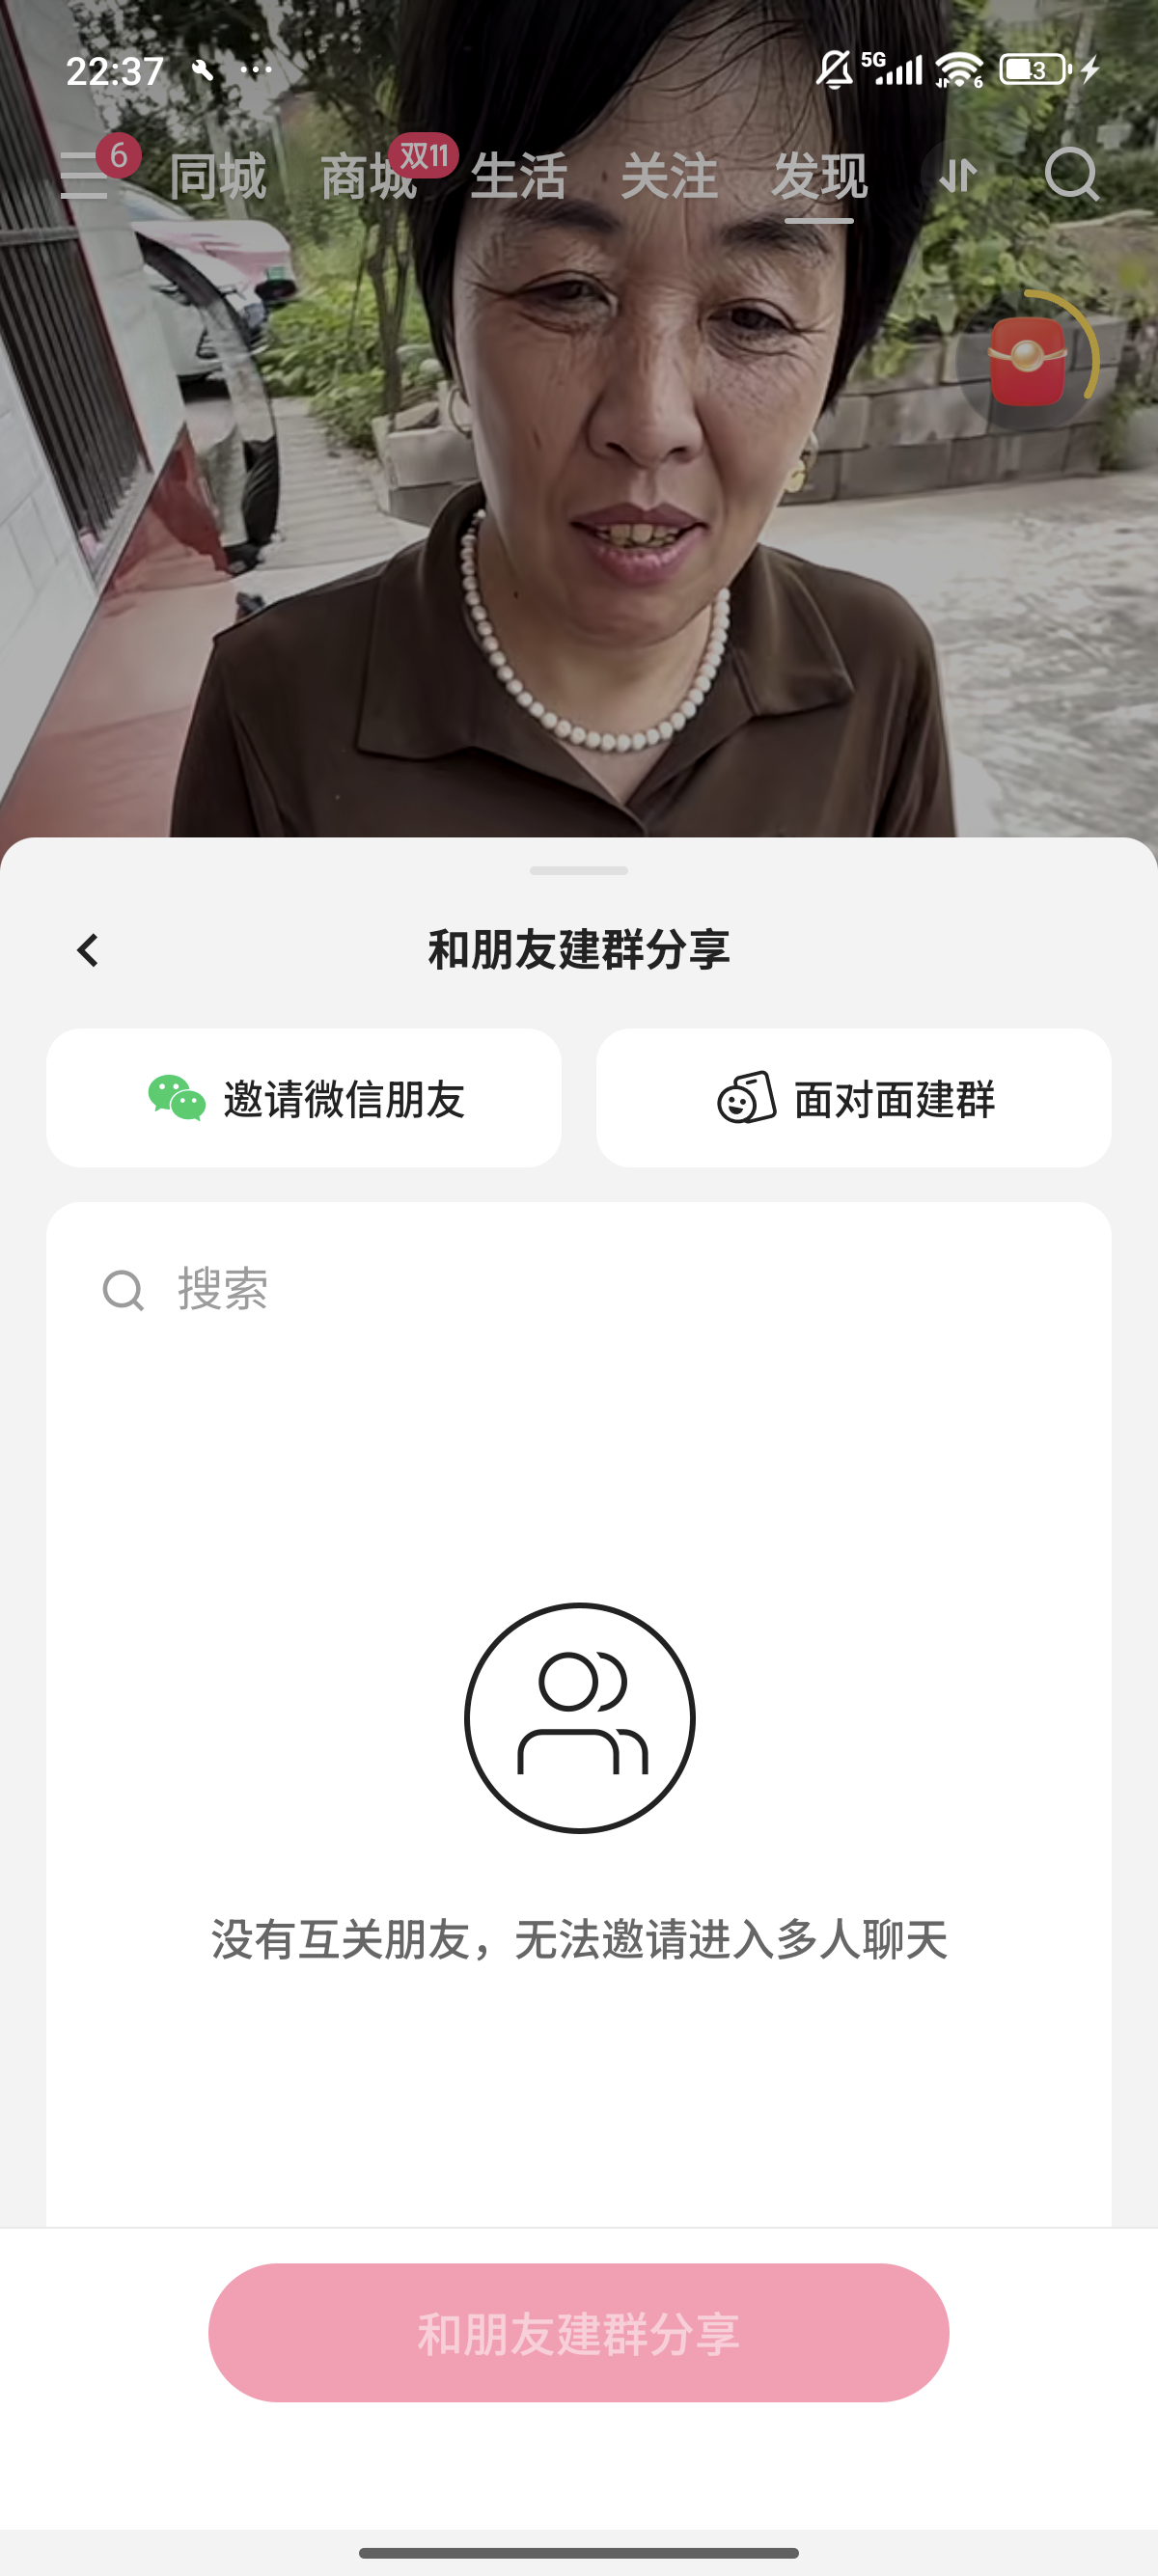 22:37 5G 6 43
6 同城 商城 双11 生活 关注 发现
和朋友建群分享
邀请微信朋友 面对面建群
搜索
没有互关朋友，无法邀请进入多人聊天
和朋友建群分享